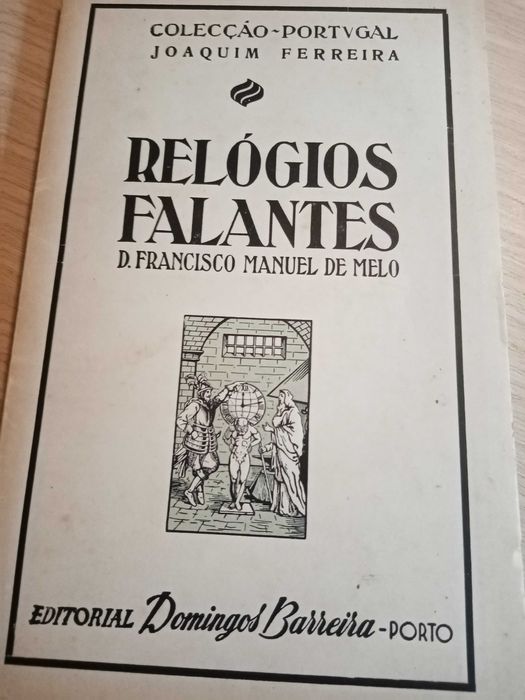 COLECÇÃO-PORTVGAL
JOAQUIM FERREIRA
RELÓGIOS
FALANTES
D. FRANCISCO MANUEL DE MELO
EDITORIAL Domingos Barreira-PORTO